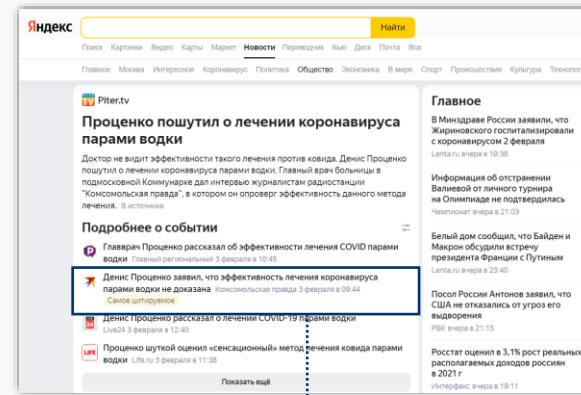 Яндекс
Найти
Поиск Картинки Видео Карты Маркет Новости Переводчик Кью Диск Почта Все
Главное Москва Интересное Коронавирус Политика Общество Экономика В мире Спорт Происшествия Культура Технолог
Piter.tv
Проценко пошутил о лечении коронавируса
парами водки
Доктор не видит эффективности такого лечения против ковида. Денис Проценко
пошутил о лечении коронавируса парами водки. Главный врач больницы в
подмосковной Коммунарке дал интервью журналистам радиостанции
"Комсомольская правда", в котором он опроверг эффективность данного метода
лечения. В источнике
Подробнее о событии
Главврач Проценко рассказал об эффективности лечения COVID парами
водки Главный региональный 3 февраля в 10:45
Денис Проценко заявил, что эффективность лечения коронавируса
парами водки не доказана Комсомольская правда 3 февраля в 09:44
Самое цитируемое
Денис Проценко рассказал о лечении COVID-19 парами водки
Live24 3 февраля в 12:40
Проценко шуткой оценил «сенсационный» метод лечения ковида парами
водки Life.ru 3 февраля в 11:38
Показать ещё
Главное
В Минздраве России заявили, что
Жириновского госпитализировали
с коронавирусом 2 февраля
Lenta.ru вчера в 19:38
Информация об отстранении
Валиевой от личного турнира
на Олимпиаде не подтвердилась
Чемпионат вчера в 21:03
Белый дом сообщил, что Байден и
Макрон обсудили встречу
президента Франции с Путиным
Lenta.ru вчера в 23:40
Посол России Антонов заявил, что
США не отказались от угроз его
выдворения
РБК вчера в 21:15
Росстат оценил в 3,1% рост реальных
располагаемых доходов россиян
в 2021 г
Интерфакс вчера в 19:11